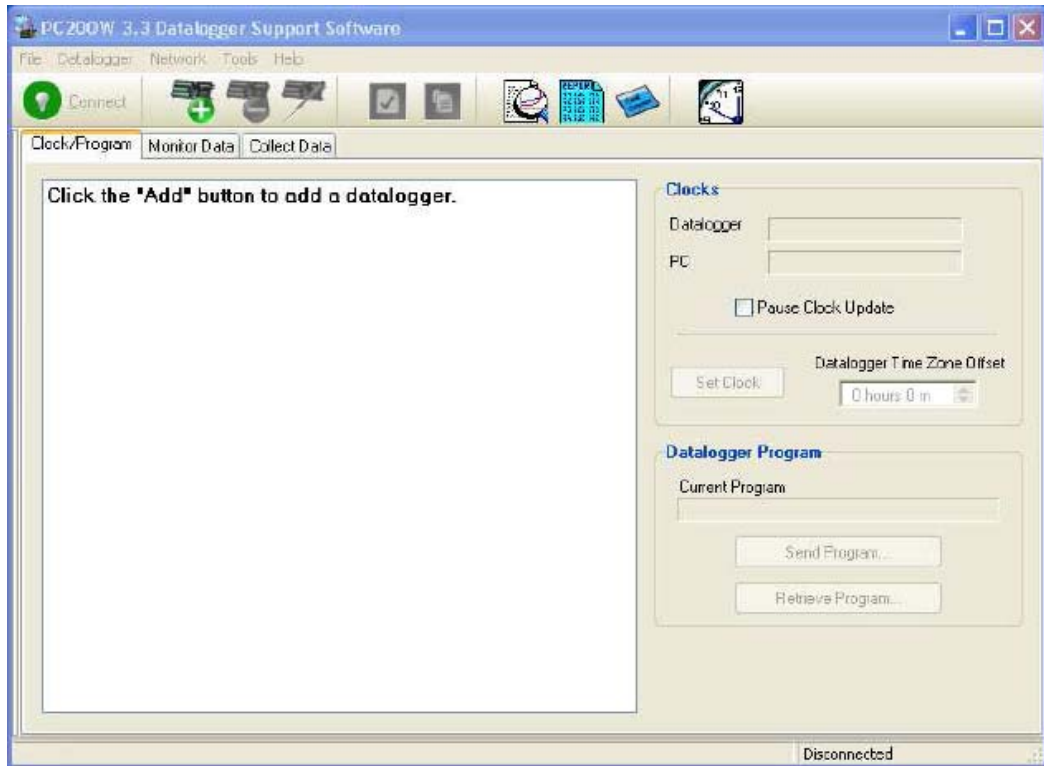 PC200W 3.3 Datalogger Support Software
File Datalogger Network Tools Help
Connect
REPORT
Clock/Program Monitor Data Collect Data
Click the "Add" button to add a datalogger.
Clocks
Datalogger
PC
Pause Clock Update
Datalogger Time Zone Offset
Set Clock
0 hours 0 m
Datalogger Program
Current Program
Send Program...
Retrieve Program...
Disconnected